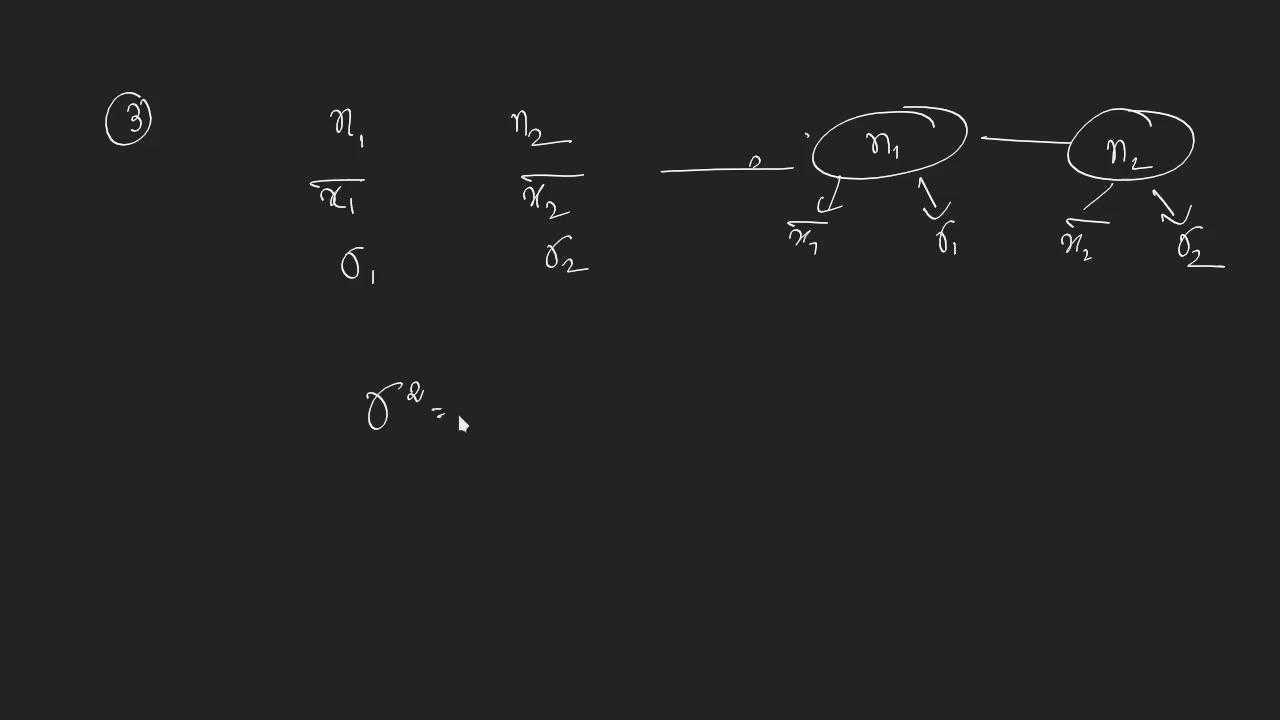 ③ n₁ n₂ n₁ n₂
x̄₁ x̄₂ x̄₁ σ₁ x̄₂ σ₂
σ₁ σ₂
σ² =